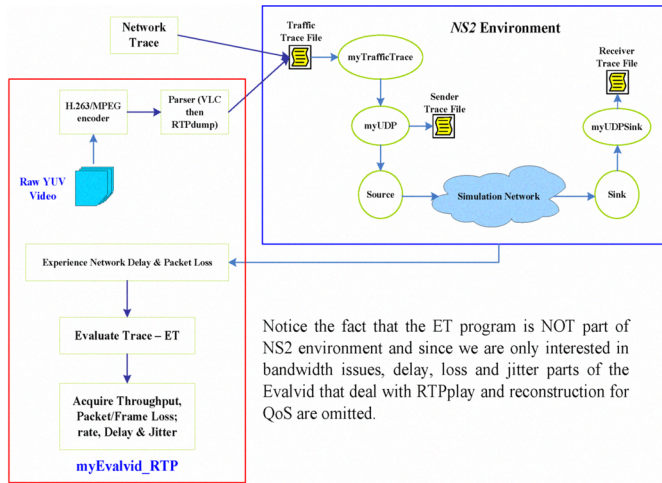 Network
Trace
Traffic
Trace File
NS2 Environment
myTrafficTrace
Receiver
Trace File
H.263/MPEG
encoder
Parser (VLC
then
RTPdump)
Sender
Trace File
myUDP
myUDPSink
Raw YUV
Video
Source
Simulation Network
Sink
Experience Network Delay & Packet Loss
Evaluate Trace – ET
Acquire Throughput,
Packet/Frame Loss;
rate, Delay & Jitter
myEvalvid_RTP
Notice the fact that the ET program is NOT part of
NS2 environment and since we are only interested in
bandwidth issues, delay, loss and jitter parts of the
Evalvid that deal with RTPplay and reconstruction for
QoS are omitted.